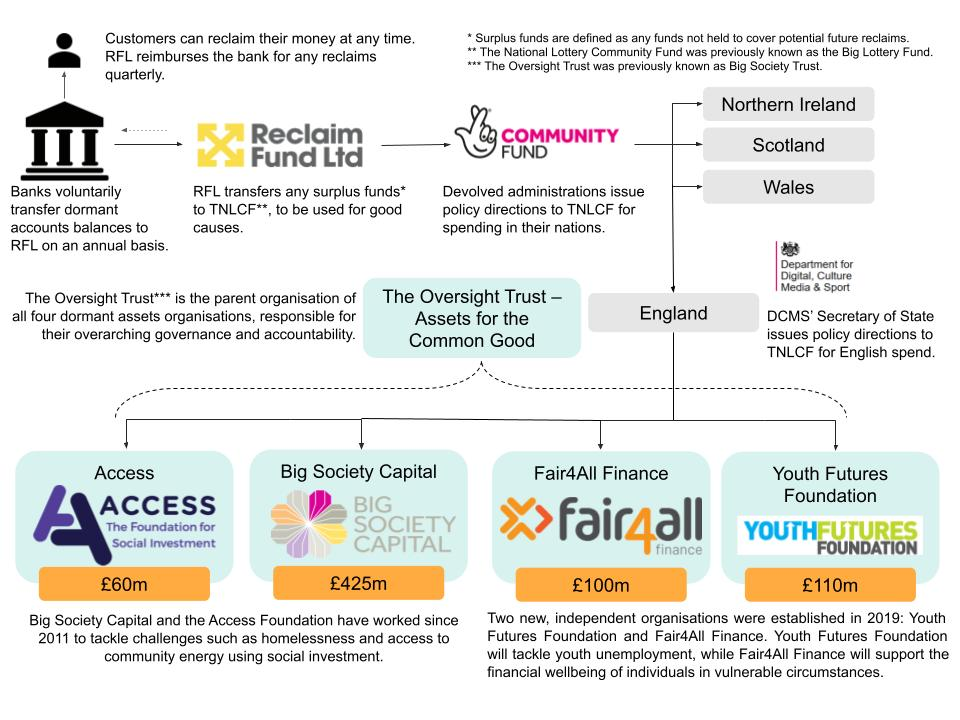 Customers can reclaim their money at any time.
RFL reimburses the bank for any reclaims
quarterly.
* Surplus funds are defined as any funds not held to cover potential future reclaims.
** The National Lottery Community Fund was previously known as the Big Lottery Fund.
*** The Oversight Trust was previously known as Big Society Trust.
Reclaim
Fund Ltd
COMMUNITY
FUND
Northern Ireland
Scotland
Wales
Banks voluntarily
transfer dormant
accounts balances to
RFL on an annual basis.
RFL transfers any surplus funds*
to TNLCF**, to be used for good
causes.
Devolved administrations issue
policy directions to TNLCF for
spending in their nations.
Department for
Digital, Culture
Media & Sport
The Oversight Trust*** is the parent organisation of
all four dormant assets organisations, responsible for
their overarching governance and accountability.
The Oversight Trust –
Assets for the
Common Good
England
DCMS’ Secretary of State
issues policy directions to
TNLCF for English spend.
Access
ACCESS
The Foundation for
Social Investment
£60m
Big Society Capital
BIG
SOCIETY
CAPITAL
£425m
Fair4All Finance
fair4all
finance
£100m
Youth Futures
Foundation
YOUTHFUTURES
FOUNDATION
£110m
Big Society Capital and the Access Foundation have worked since
2011 to tackle challenges such as homelessness and access to
community energy using social investment.
Two new, independent organisations were established in 2019: Youth
Futures Foundation and Fair4All Finance. Youth Futures Foundation
will tackle youth unemployment, while Fair4All Finance will support the
financial wellbeing of individuals in vulnerable circumstances.